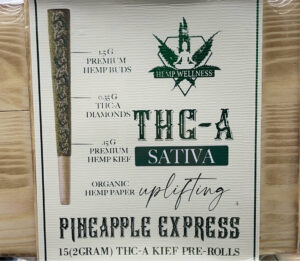 1.5G
PREMIUM
HEMP BUDS
0.35G
THC-A
DIAMONDS
.15G
PREMIUM
HEMP KIEF
ORGANIC
HEMP PAPER
HEMP WELLNESS
THC-A
SATIVA
uplifting
PINEAPPLE EXPRESS
15(2GRAM) THC-A KIEF PRE-ROLLS